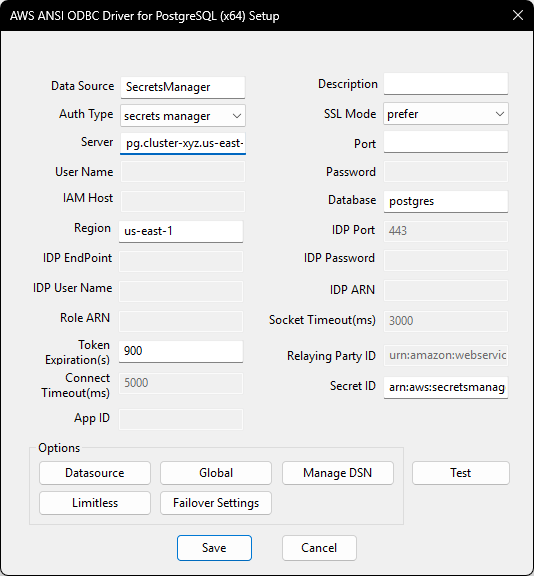 AWS ANSI ODBC Driver for PostgreSQL (x64) Setup
Data Source SecretsManager Description
Auth Type secrets manager SSL Mode prefer
Server pg.cluster-xyz.us-east- Port
User Name Password
IAM Host Database postgres
Region us-east-1 IDP Port 443
IDP EndPoint IDP Password
IDP User Name IDP ARN
Role ARN Socket Timeout(ms) 3000
Token
Expiration(s) 900 Relaying Party ID urn:amazon:webservic
Connect
Timeout(ms) 5000 Secret ID arn:aws:secretsmanag
App ID
Options
Datasource Global Manage DSN Test
Limitless Failover Settings
Save Cancel